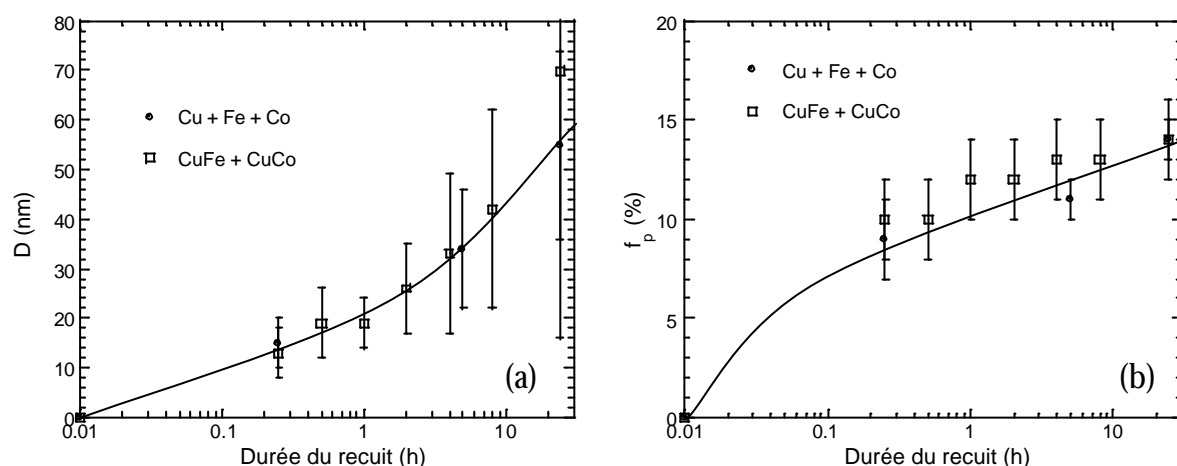 80
70
60
50
40
30
20
10
0
D (nm)
Cu + Fe + Co
CuFe + CuCo
(a)
0.01
0.1
1
10
Durée du recuit (h)
20
15
10
5
0
f_p (%)
Cu + Fe + Co
CuFe + CuCo
(b)
0.01
0.1
1
10
Durée du recuit (h)